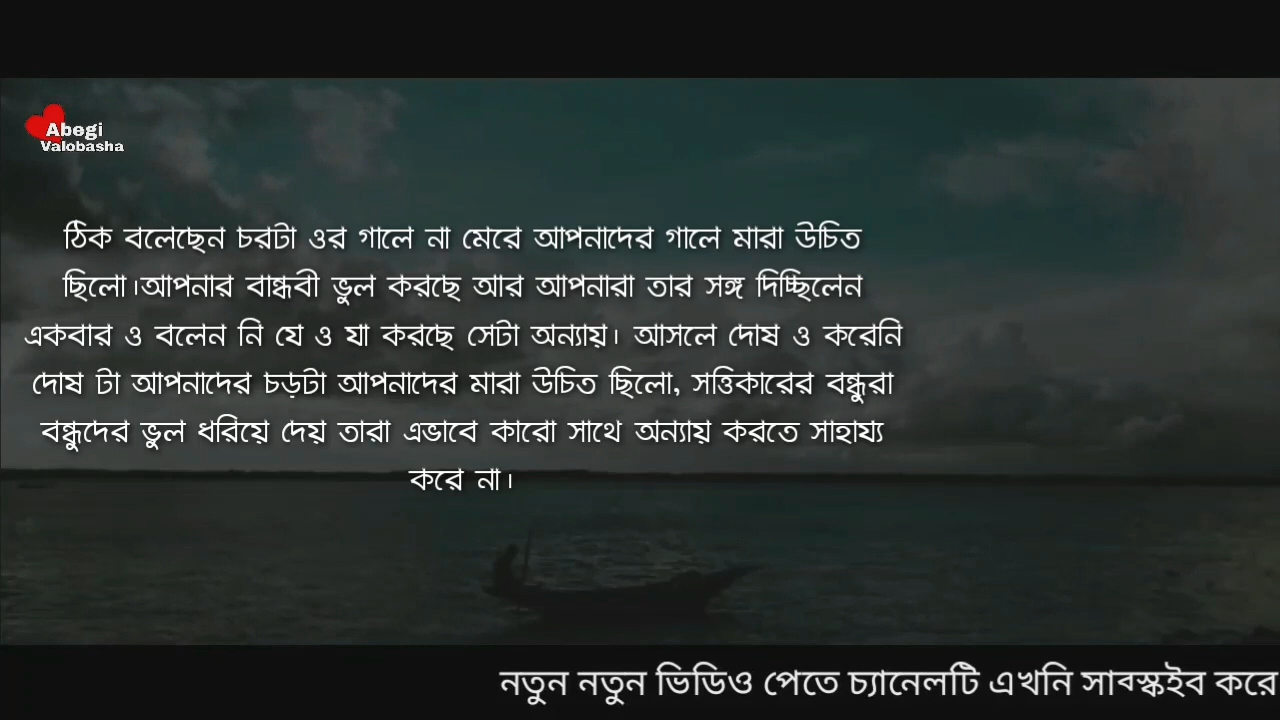 Abegi
Valobasha
ঠিক বলেছেন চরটা ওর গালে না মেরে আপনাদের গালে মারা উচিত
ছিলো।আপনার বান্ধবী ভুল করছে আর আপনারা তার সঙ্গ দিচ্ছিলেন
একবার ও বলেন নি যে ও যা করছে সেটা অন্যায়। আসলে দোষ ও করেনি
দোষ টা আপনাদের চড়টা আপনাদের মারা উচিত ছিলো, সত্তিকারের বন্ধুরা
বন্ধুদের ভুল ধরিয়ে দেয় তারা এভাবে কারো সাথে অন্যায় করতে সাহায্য
করে না।
নতুন নতুন ভিডিও পেতে চ্যানেলটি এখনি সাবস্ক্রইব করে